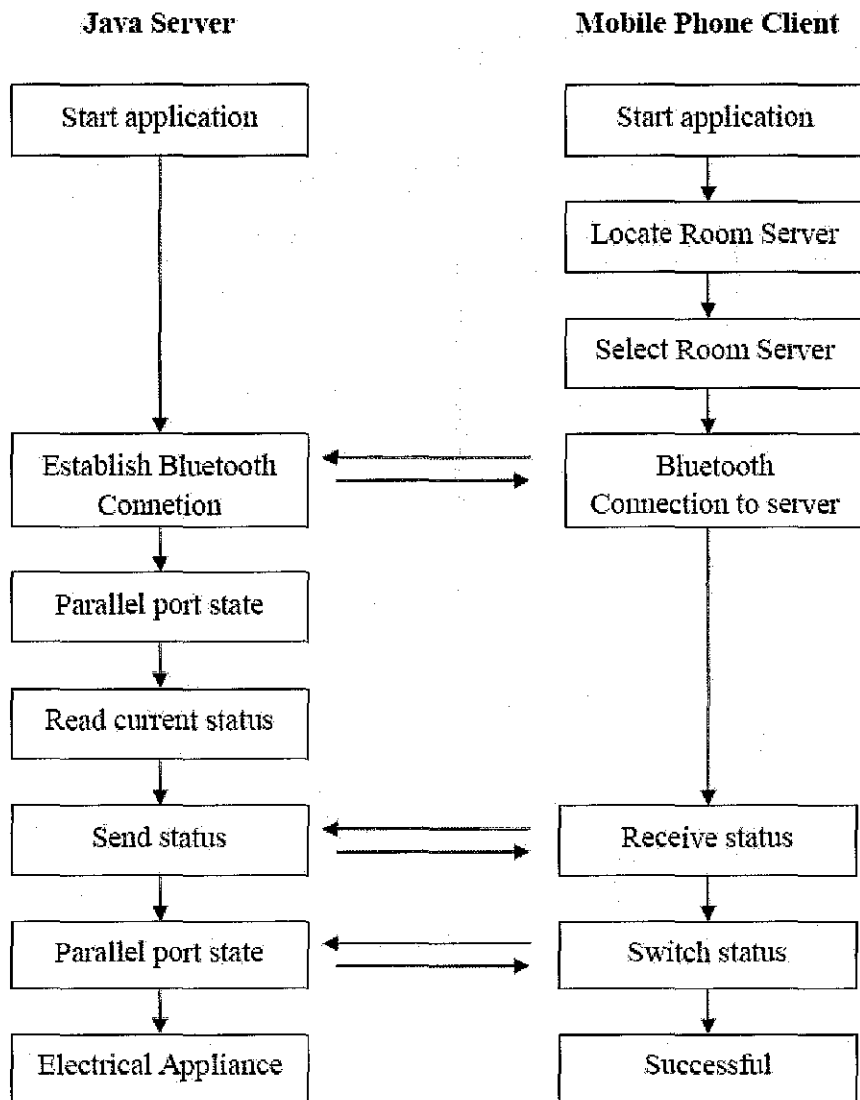 Java Server
Mobile Phone Client
Start application
Start application
Locate Room Server
Select Room Server
Establish Bluetooth
Connetion
Bluetooth
Connection to server
Parallel port state
Read current status
Send status
Receive status
Parallel port state
Switch status
Electrical Appliance
Successful